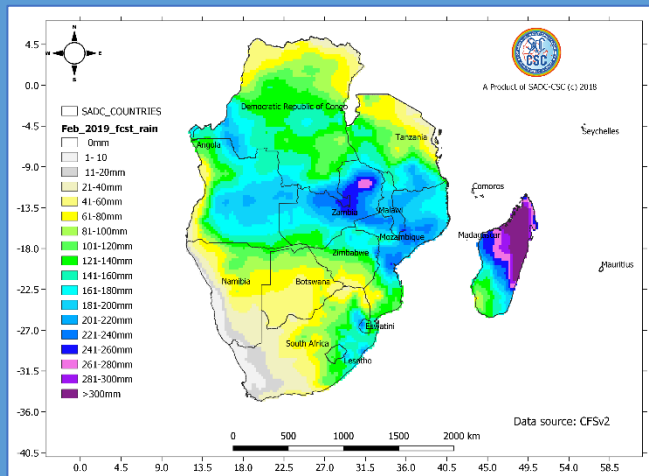 N
W
E
S
CSC
A Product of SADC-CSC (c) 2018
4.5
0.0
-4.5
-9.0
-13.5
-18.0
-22.5
-27.0
-31.5
-36.0
-40.5
SADC_COUNTRIES
Feb_2019_fcst_rain
0mm
1- 10
11-20mm
21-40mm
41-60mm
61-80mm
81-100mm
101-120mm
121-140mm
141-160mm
161-180mm
181-200mm
201-220mm
221-240mm
241-260mm
261-280mm
281-300mm
>300mm
Democratic Republic of Congo
Tanzania
Seychelles
Angola
Comoros
Zambia
Malawi
Mozambique
Madagascar
Mauritius
Zimbabwe
Namibia
Botswana
Eswatini
South Africa
Lesotho
Data source: CFSv2
0 500 1000 1500 2000 km
0.0 4.5 9.0 13.5 18.0 22.5 27.0 31.5 36.0 40.5 45.0 49.5 54.0 58.5 63.0